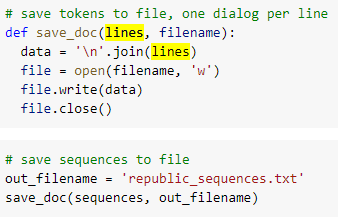 # save tokens to file, one dialog per line
def save_doc(lines, filename):
  data = '\n'.join(lines)
  file = open(filename, 'w')
  file.write(data)
  file.close()
# save sequences to file
out_filename = 'republic_sequences.txt'
save_doc(sequences, out_filename)